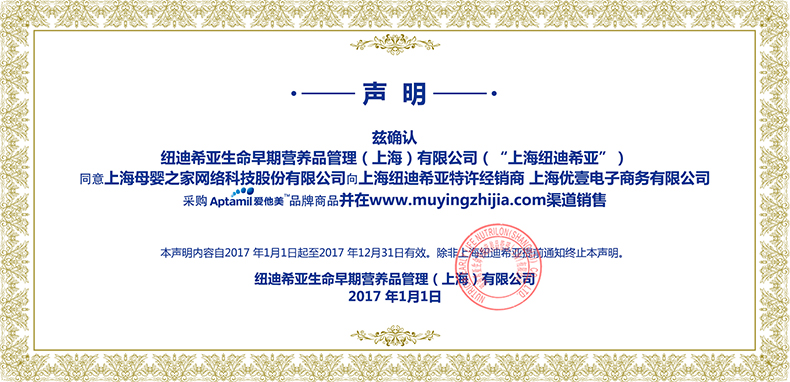 声 明
兹确认
纽迪希亚生命早期营养品管理（上海）有限公司（“上海纽迪希亚”）
同意上海母婴之家网络科技股份有限公司向上海纽迪希亚特许经销商 上海优壹电子商务有限公司
采购 Aptamil 爱他美™品牌商品并在www.muyingzhijia.com渠道销售
本声明内容自2017 年1月1日起至2017 年12月31日有效。除非上海纽迪希亚提前通知终止本声明。
纽迪希亚生命早期营养品管理（上海）有限公司
2017 年1月1日